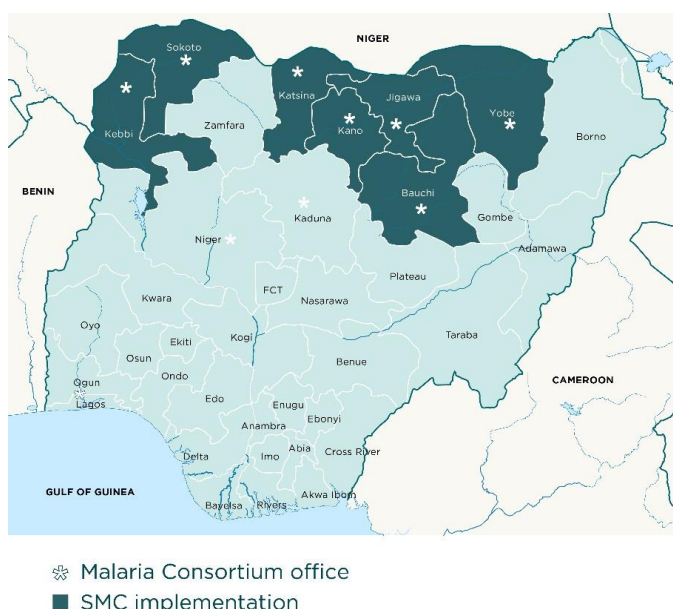 NIGER
Sokoto
Katsina
Jigawa
Kebbi
Zamfara
Kano
Yobe
Borno
BENIN
Bauchi
Kaduna
Gombe
Niger
Adamawa
FCT
Plateau
Kwara
Nasarawa
Oyo
Kogi
Taraba
Ekiti
Osun
Benue
Ondo
CAMEROON
Ogun
Edo
Lagos
Enugu
Ebonyi
Anambra
Abia
Delta
Imo
Cross River
GULF OF GUINEA
Akwa Ibom
Bayelsa
Rivers
Malaria Consortium office
SMC implementation